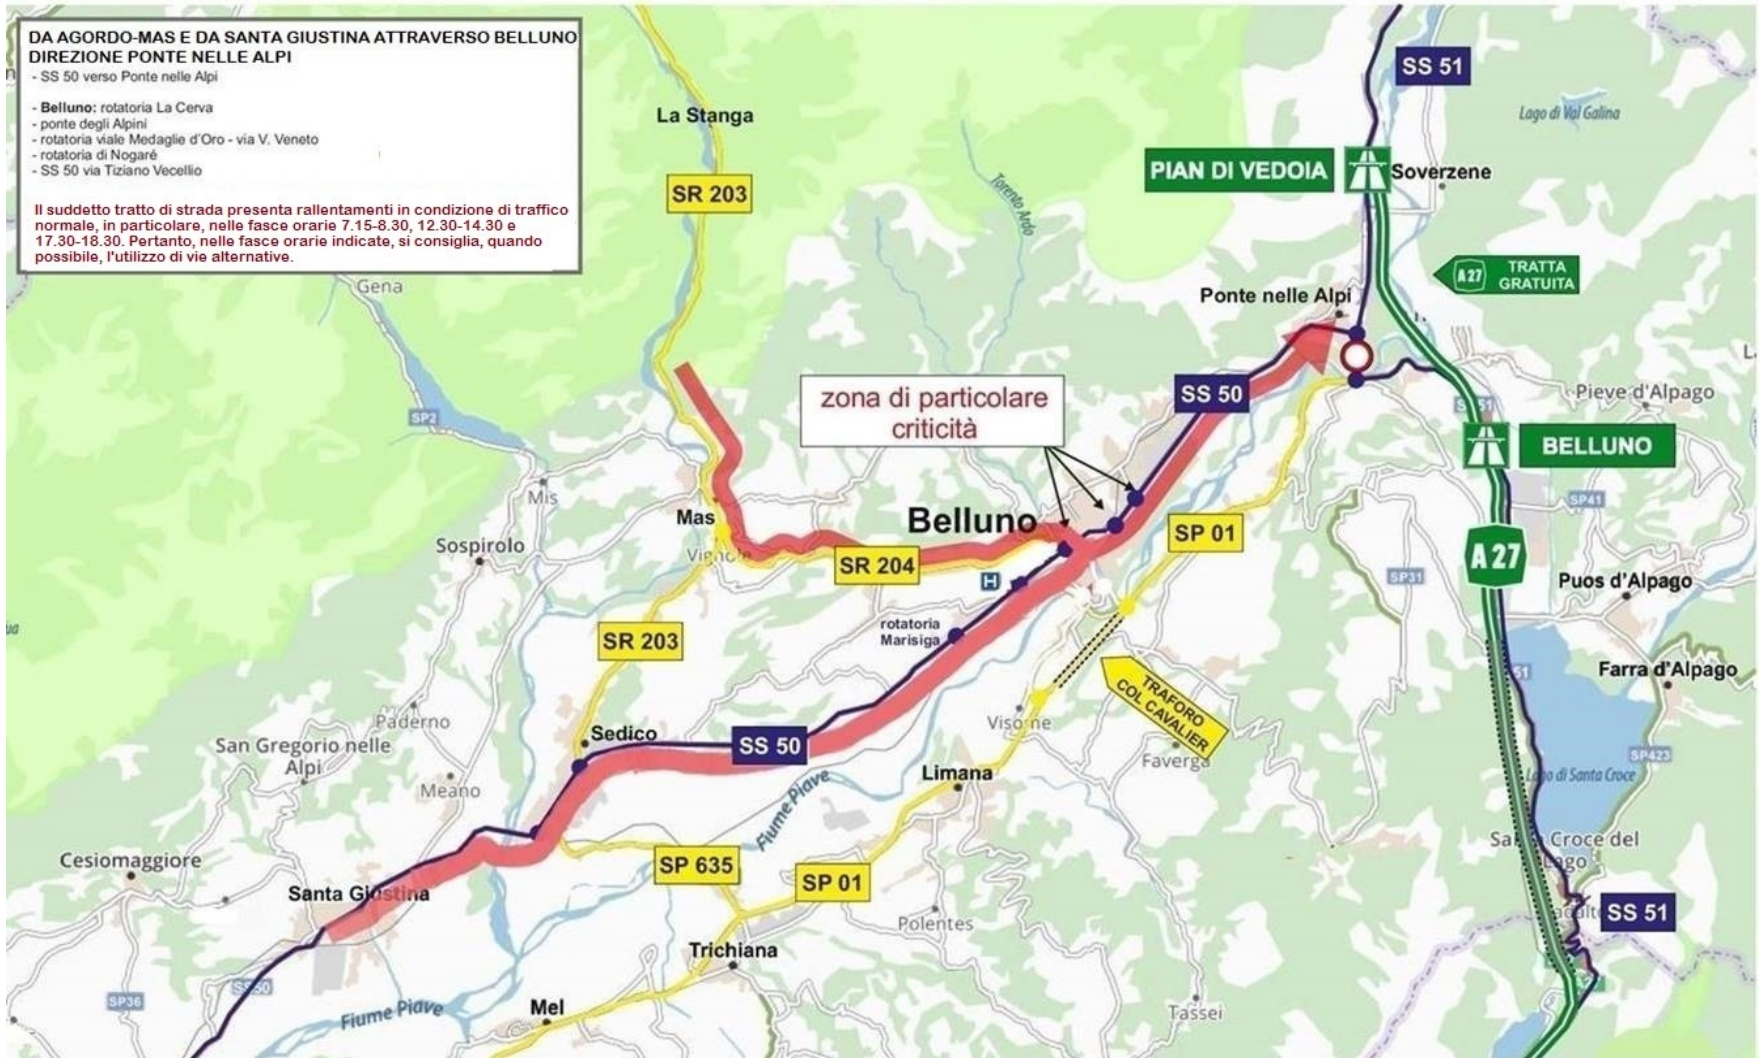 DA AGORDO-MAS E DA SANTA GIUSTINA ATTRAVERSO BELLUNO
DIREZIONE PONTE NELLE ALPI
- SS 50 verso Ponte nelle Alpi
- Belluno: rotatoria La Cerva
- ponte degli Alpini
- rotatoria viale Medaglie d'Oro - via V. Veneto
- rotatoria di Nogaré
- SS 50 via Tiziano Vecellio
Il suddetto tratto di strada presenta rallentamenti in condizione di traffico
normale, in particolare, nelle fasce orarie 7.15-8.30, 12.30-14.30 e
17.30-18.30. Pertanto, nelle fasce orarie indicate, si consiglia, quando
possibile, l'utilizzo di vie alternative.
SS 51
La Stanga
Lago di Val Galina
PIAN DI VEDOIA
Soverzene
SR 203
Torento Ardo
A27
TRATTA
GRATUITA
Gena
Ponte nelle Alpi
SS 50
zona di particolare
criticità
Pieve d'Alpago
SP2
BELLUNO
Mis
SP41
Mas
Belluno
SP 01
Sospirolo
Vignole
SR 204
H
A 27
SP31
Puos d'Alpago
rotatoria
Marisiga
SR 203
51
Farra d'Alpago
TRAFORO
COL CAVALIER
Paderno
Visome
Sedico
SS 50
San Gregorio nelle
Alpi
Faverga
SP423
Limana
Lago di Santa Croce
Meano
Fiume Piave
Santa Croce del
Lago
Cesiomaggiore
SP 635
SP 01
Santa Giustina
SS 51
Polentes
Trichiana
SS50
SP36
Mel
Fiume Piave
Tassei